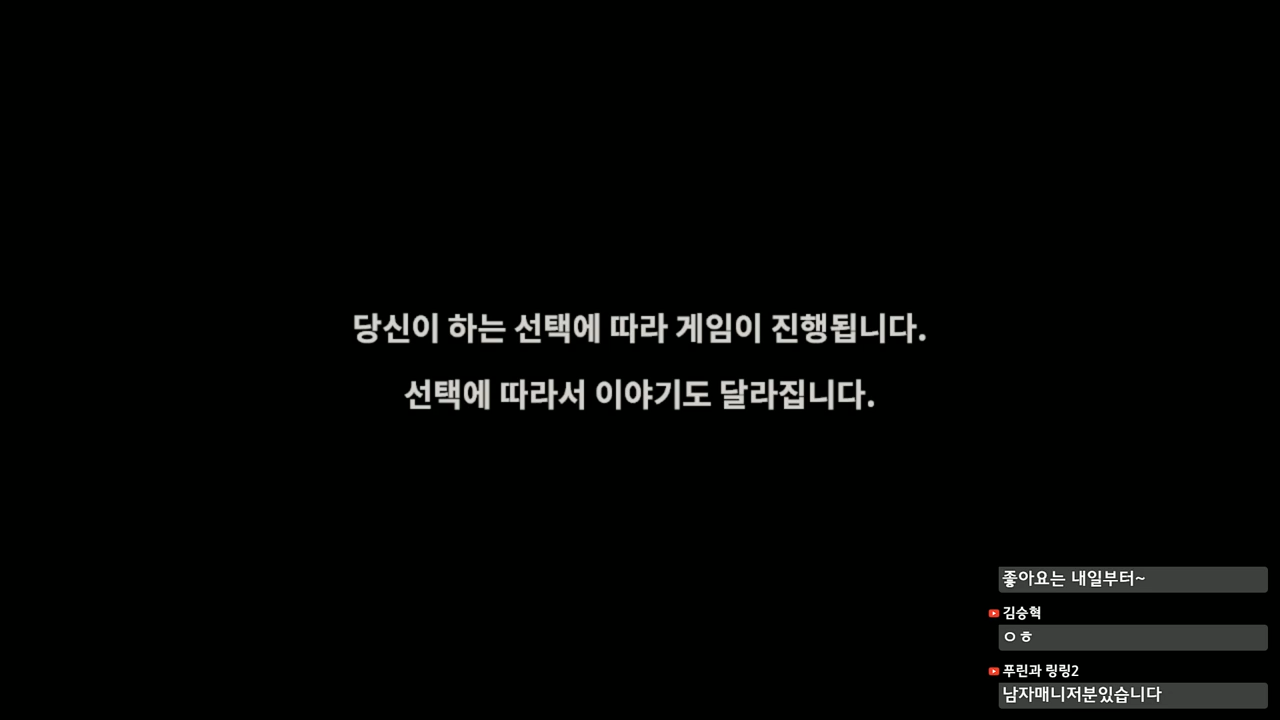 당신이 하는 선택에 따라 게임이 진행됩니다.
선택에 따라서 이야기도 달라집니다.
좋아요는 내일부터~
김승혁
ㅇㅎ
푸린과 링링2
남자매니저분있습니다